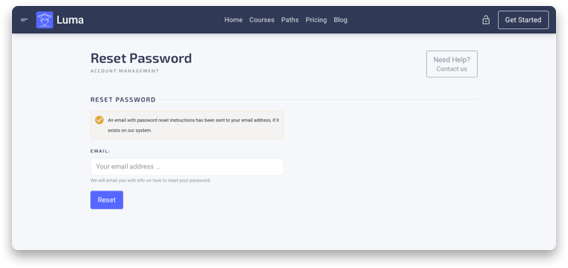 Luma
Home Courses Paths Pricing Blog
Get Started
Reset Password
ACCOUNT MANAGEMENT
Need Help?
Contact us
RESET PASSWORD
An email with password reset instructions has been sent to your email address, if it
exists on our system.
EMAIL:
Your email address ...
We will email you with info on how to reset your password.
Reset